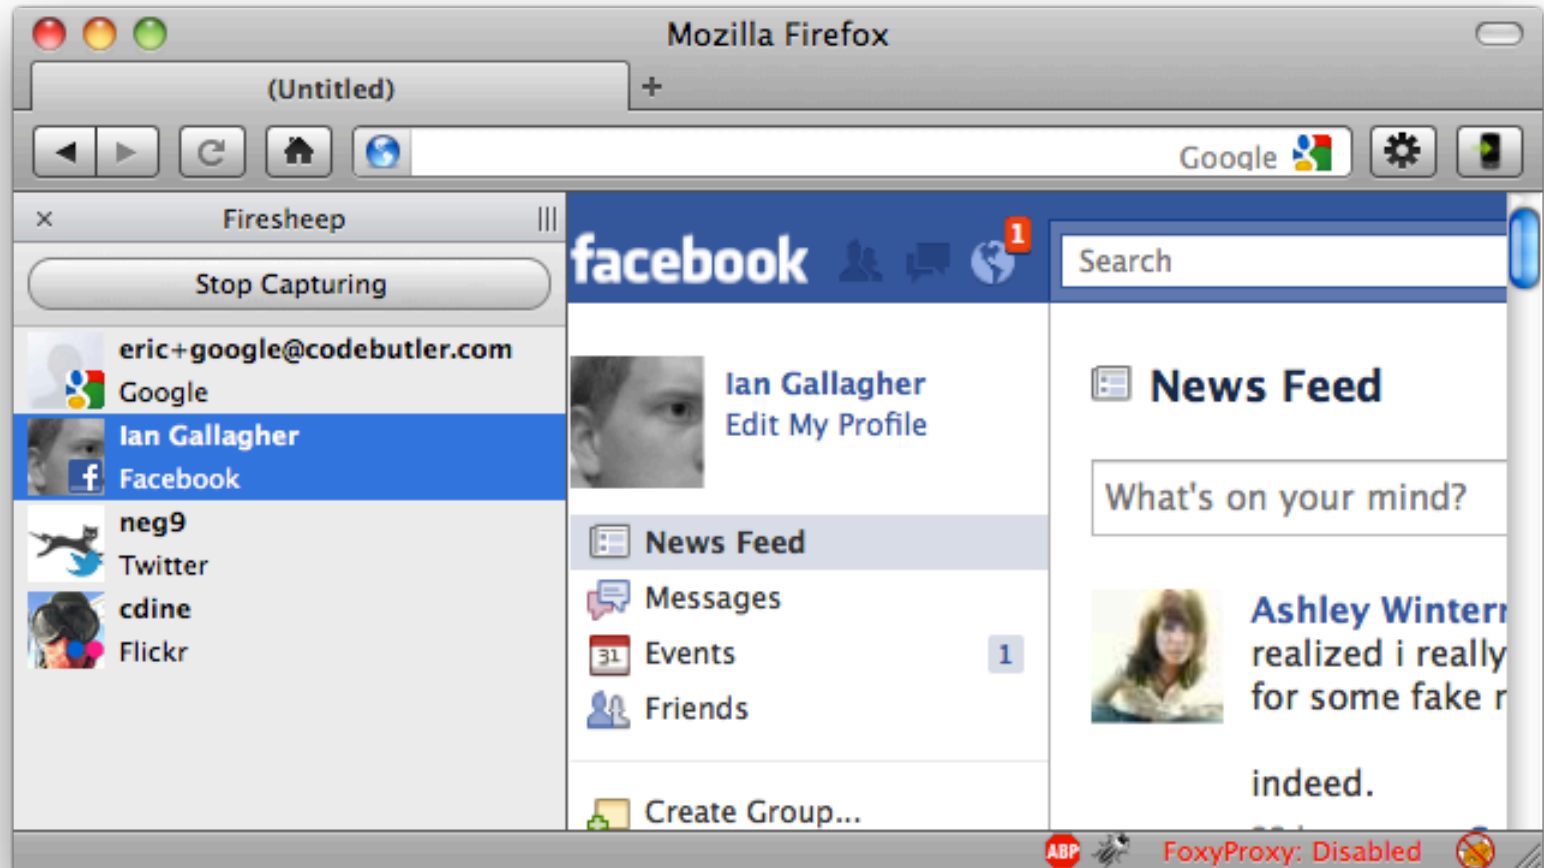 Mozilla Firefox
(Untitled)
+
Google
× Firesheep
Stop Capturing
eric+google@codebutler.com
Google
Ian Gallagher
Facebook
neg9
Twitter
cdine
Flickr
facebook
1
Search
Ian Gallagher
Edit My Profile
News Feed
Messages
31
Events 1
Friends
Create Group...
News Feed
What's on your mind?
Ashley
realized i really
for some fake
indeed.
ABP
FoxyProxy: Disabled